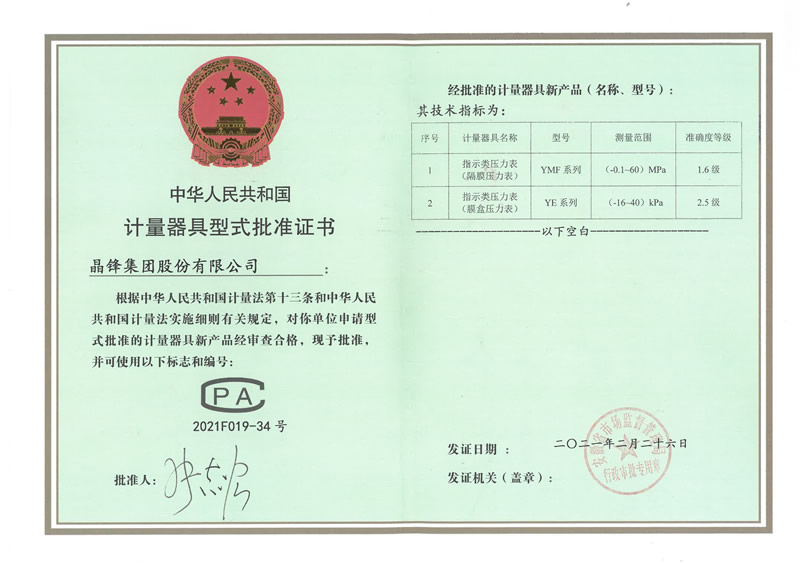 中华人民共和国
计量器具型式批准证书
晶锋集团股份有限公司 ：
根据中华人民共和国计量法第十三条和中华人民
共和国计量法实施细则有关规定，对你单位申请型
式批准的计量器具新产品经审查合格，现予批准，
并可使用以下标志和编号：
CPA
2021F019-34 号
批准人：
经批准的计量器具新产品（名称、型号）：
其技术指标为：
序号 计量器具名称 型号 测量范围 准确度等级
1 指示类压力表 YMF 系列 （-0.1~60）MPa 1.6 级
（隔膜压力表）
2 指示类压力表 YE 系列 （-16~40）kPa 2.5 级
（膜盒压力表）
以下空白
发证日期 ： 二〇二一年二月二十六日
发证机关（盖章）：
安徽省市场监督管理局
行政审批专用章